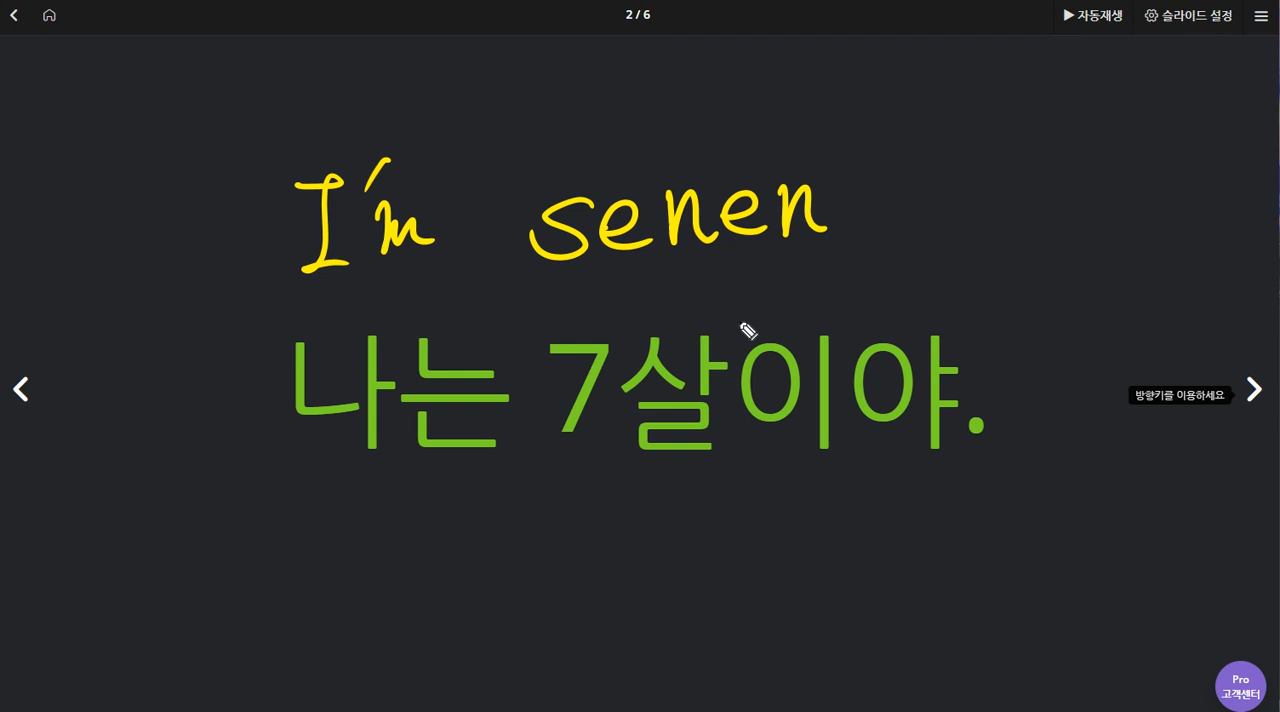 2 / 6
자동재생
슬라이드 설정
I'm senen
나는 7살이야.
방향키를 이용하세요
Pro
고객센터